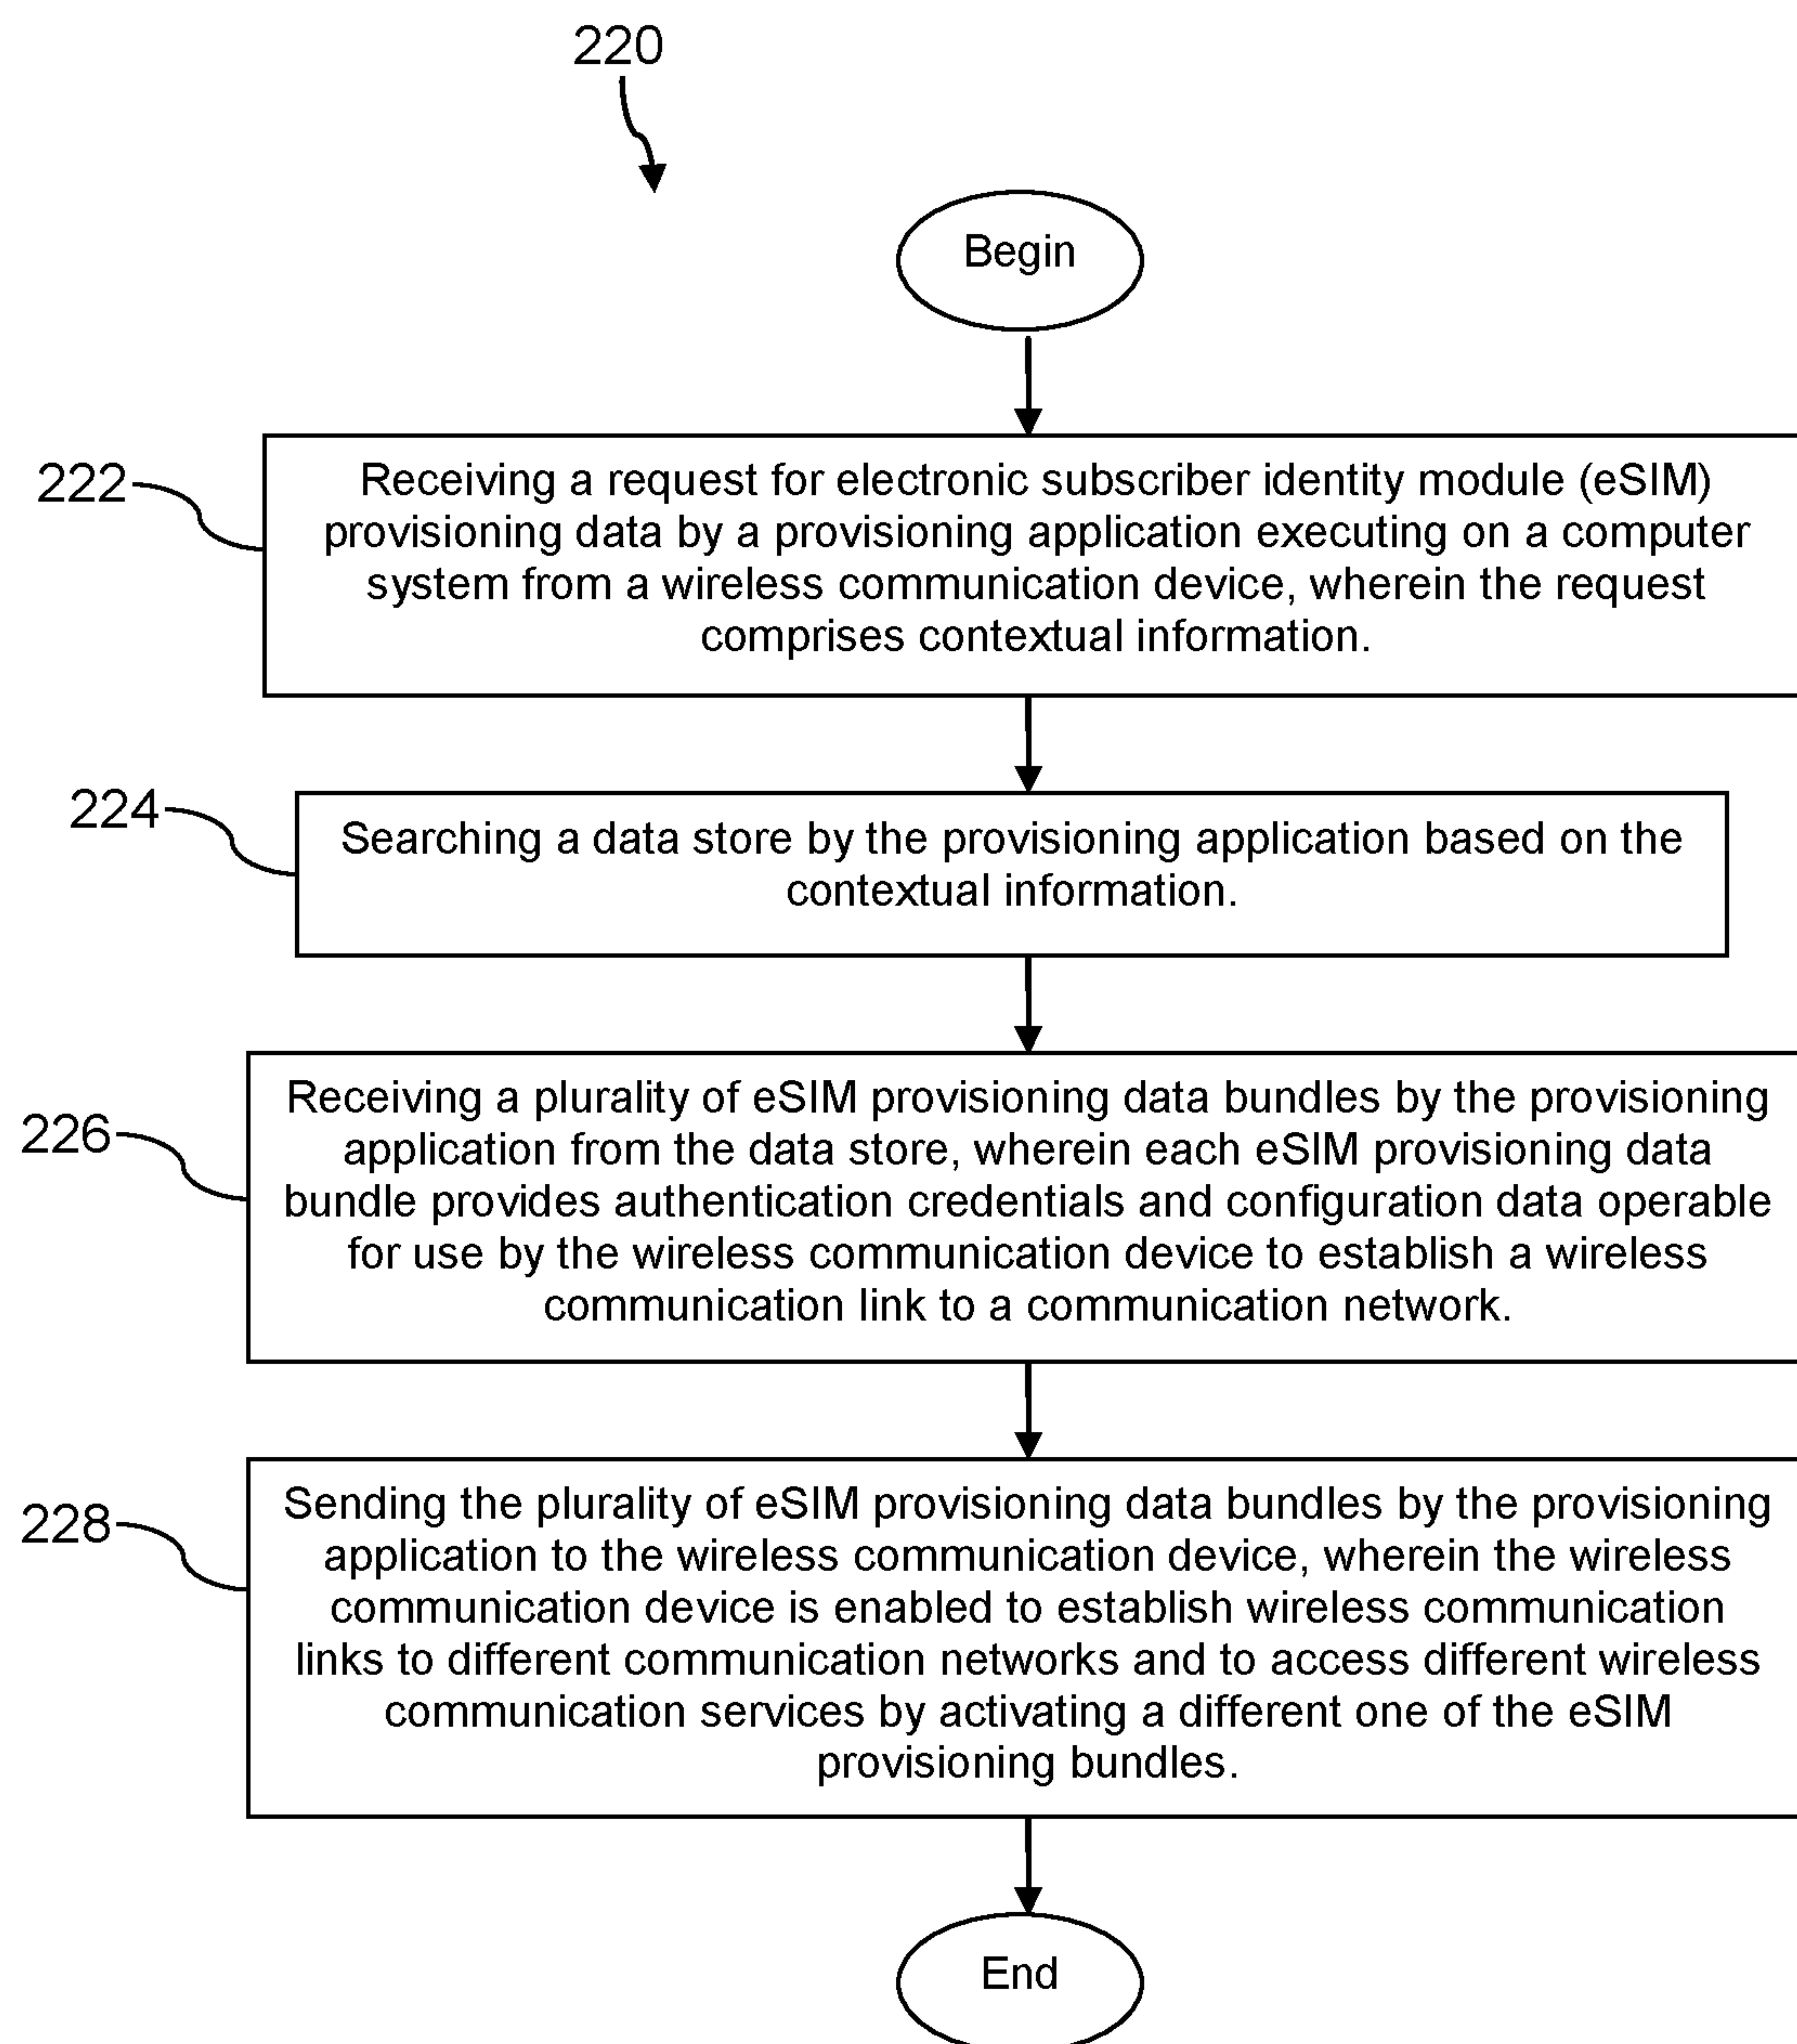 220
Begin
222
Receiving a request for electronic subscriber identity module (eSIM)
provisioning data by a provisioning application executing on a computer
system from a wireless communication device, wherein the request
comprises contextual information.
224
Searching a data store by the provisioning application based on the
contextual information.
226
Receiving a plurality of eSIM provisioning data bundles by the provisioning
application from the data store, wherein each eSIM provisioning data
bundle provides authentication credentials and configuration data operable
for use by the wireless communication device to establish a wireless
communication link to a communication network.
228
Sending the plurality of eSIM provisioning data bundles by the provisioning
application to the wireless communication device, wherein the wireless
communication device is enabled to establish wireless communication
links to different communication networks and to access different wireless
communication services by activating a different one of the eSIM
provisioning bundles.
End